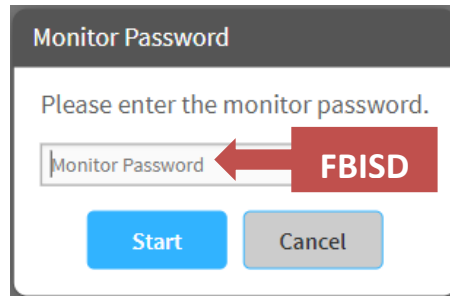 Monitor Password
Please enter the monitor password.
Monitor Password
FBISD
Start
Cancel